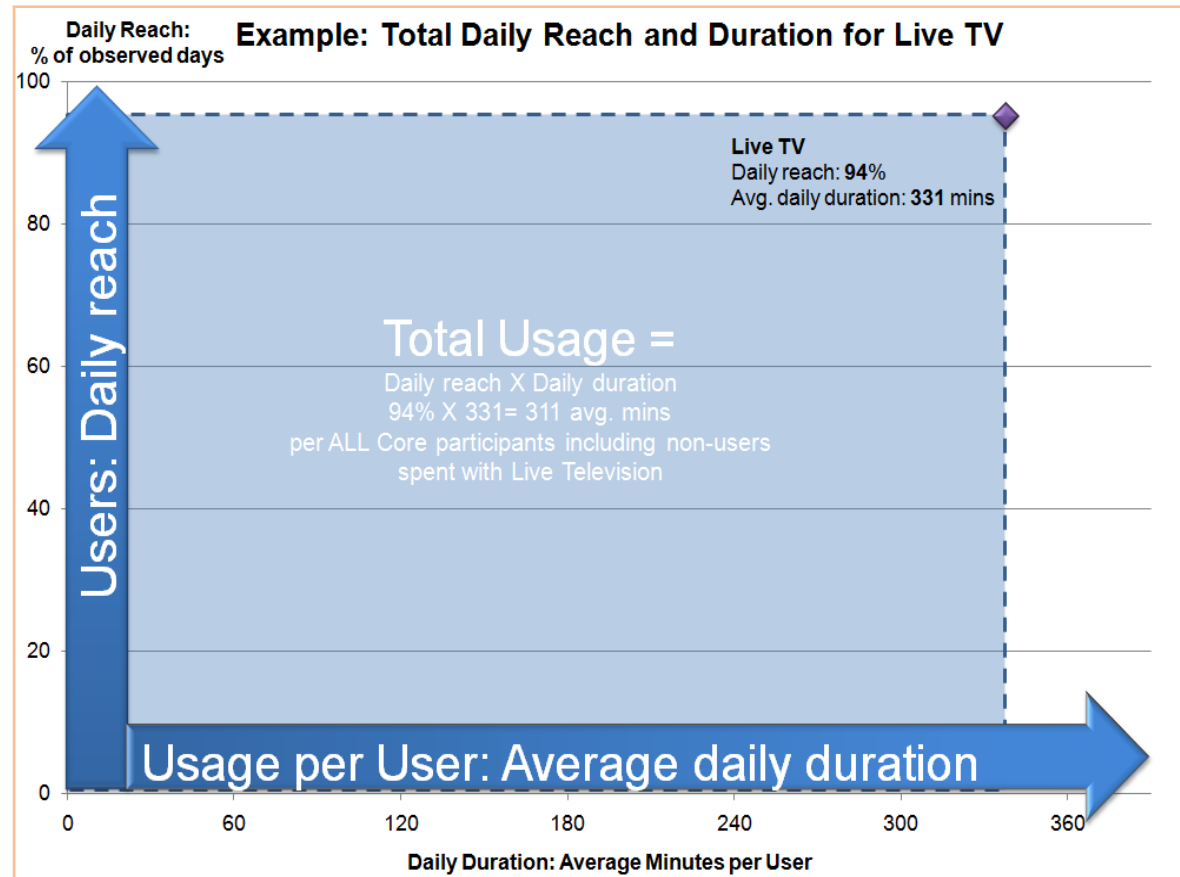 Daily Reach:
% of observed days
Example: Total Daily Reach and Duration for Live TV
100
80
60
40
20
0
Users: Daily reach
Live TV
Daily reach: 94%
Avg. daily duration: 331 mins
Total Usage =
Daily reach X Daily duration
94% X 331= 311 avg. mins
per ALL Core participants including non-users
spent with Live Television
Usage per User: Average daily duration
0
60
120
180
240
300
360
Daily Duration: Average Minutes per User